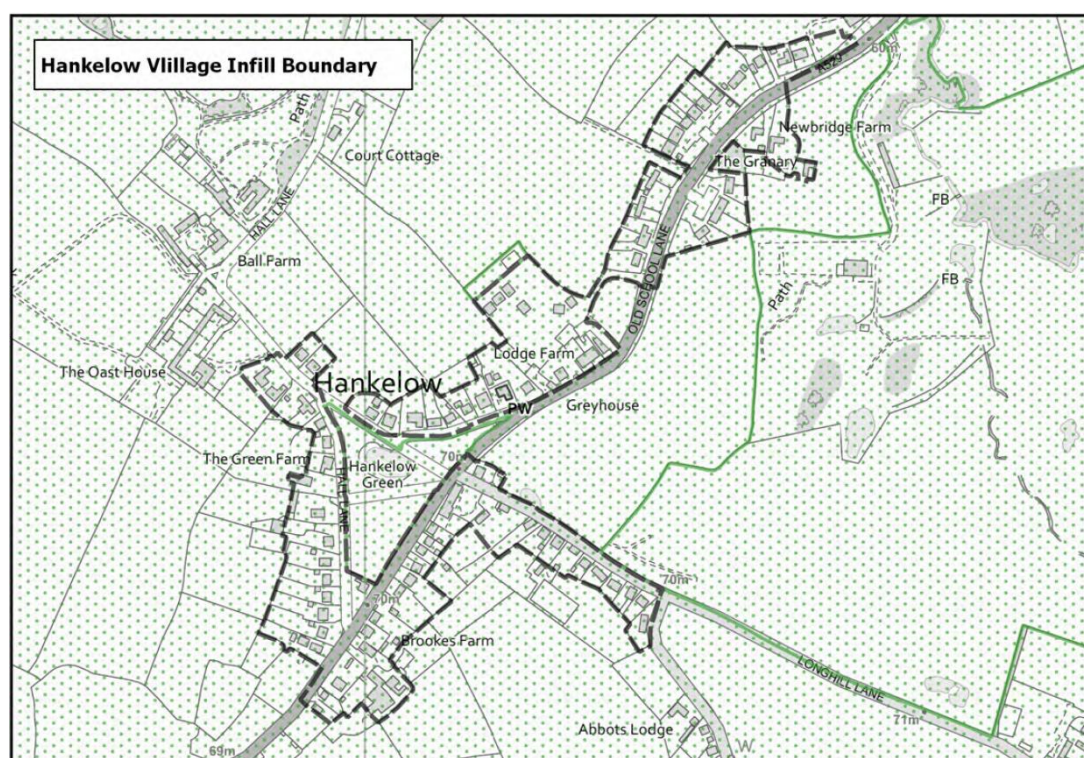 Hankelow Vlillage Infill Boundary
60m
A529
Path
Newbridge Farm
Court Cottage
The Granary
FB
HALL LANE
Ball Farm
OLD SCHOOL LANE
FB
Path
Lodge Farm
The Oast House
Hankelow
PW
Greyhouse
The Green Farm
70m
Hankelow
Green
HALL LANE
70m
70m
Brookes Farm
LONGHILL LANE
71m
Abbots Lodge
W
69m